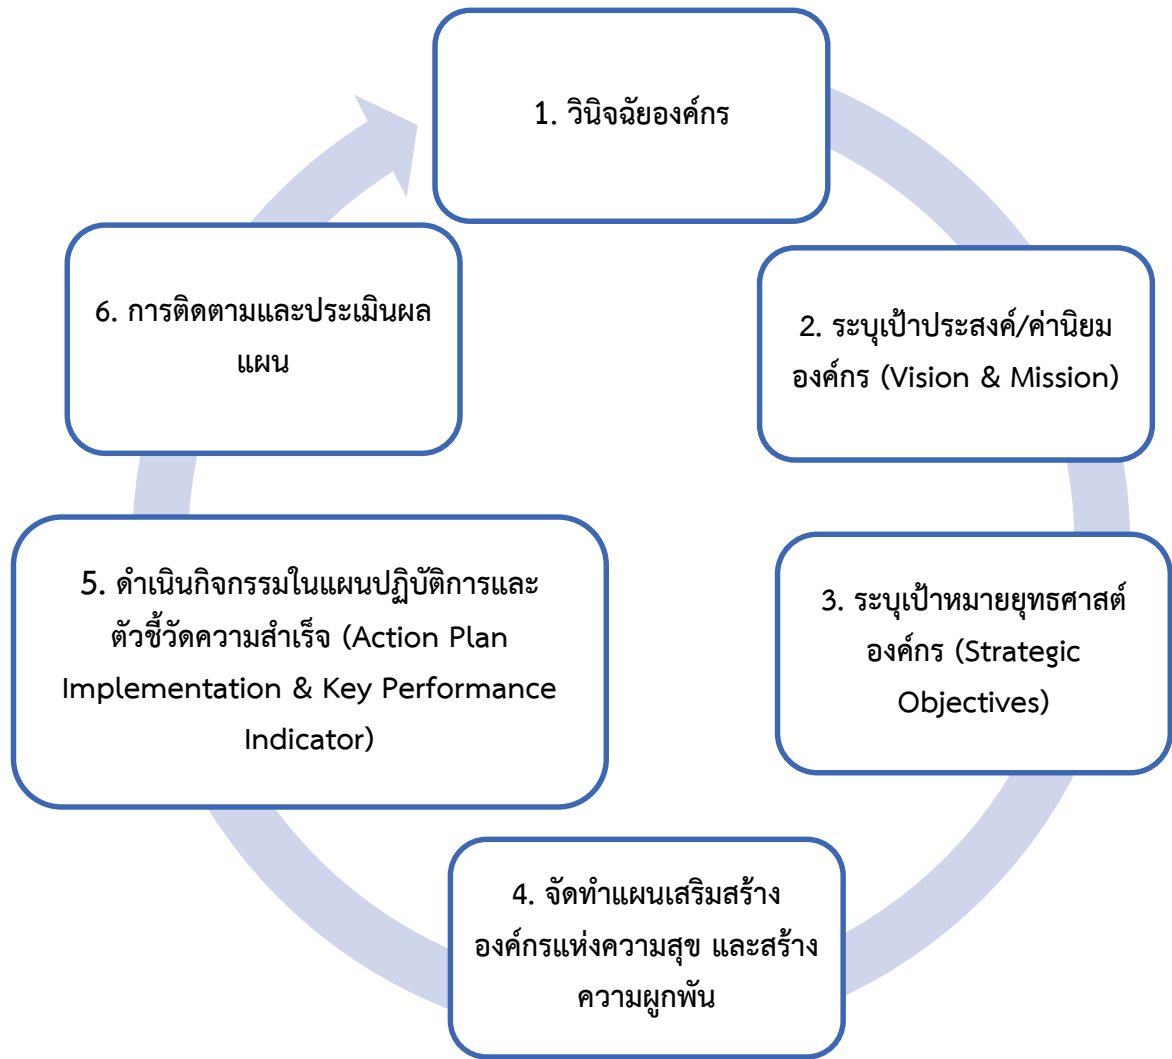 1. วินิจฉัยองค์กร
2. ระบุเป้าประสงค์/ค่านิยม
องค์กร (Vision & Mission)
3. ระบุเป้าหมายยุทธศาสต์
องค์กร (Strategic
Objectives)
4. จัดทำแผนเสริมสร้าง
องค์กรแห่งความสุข และสร้าง
ความผูกพัน
5. ดำเนินกิจกรรมในแผนปฏิบัติการและ
ตัวชี้วัดความสำเร็จ (Action Plan
Implementation & Key Performance
Indicator)
6. การติดตามและประเมินผล
แผน